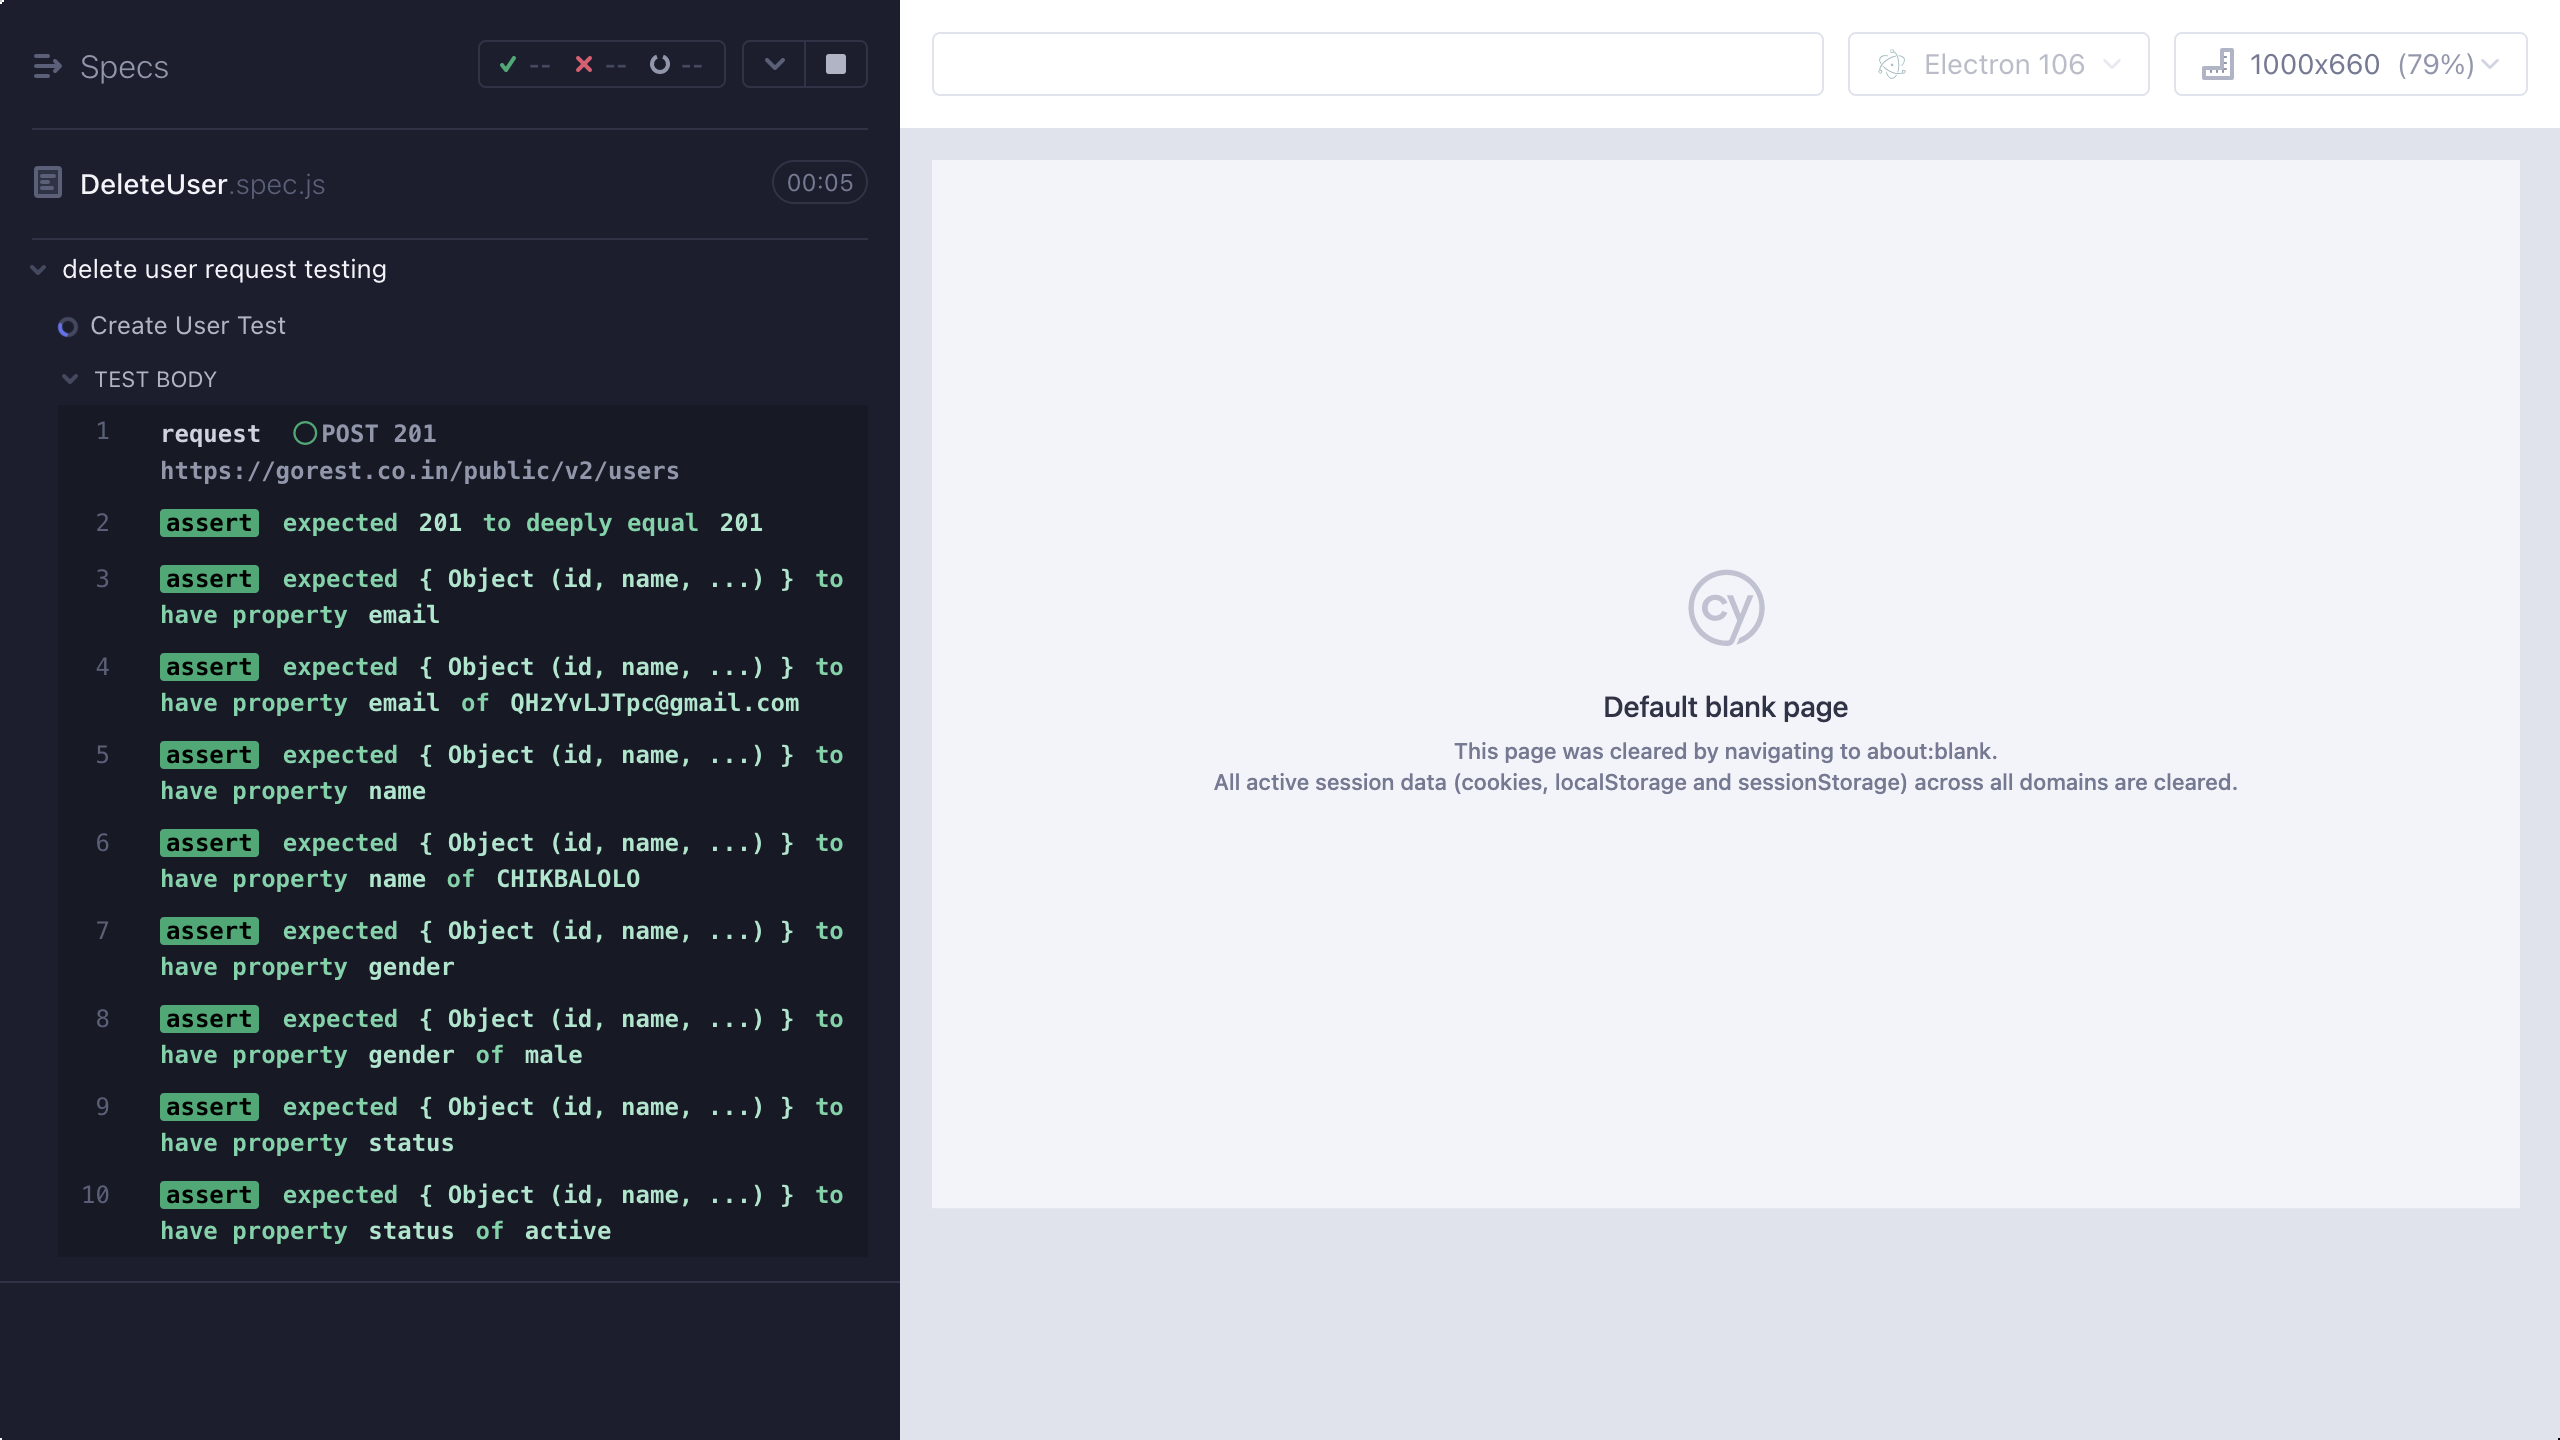 Specs
-- -- --
DeleteUser.spec.js 00:05
delete user request testing
Create User Test
TEST BODY
1 request POST 201
https://gorest.co.in/public/v2/users
2 assert expected 201 to deeply equal 201
3 assert expected { Object (id, name, ...) } to
have property email
4 assert expected { Object (id, name, ...) } to
have property email of QHzYvLJTpc@gmail.com
5 assert expected { Object (id, name, ...) } to
have property name
6 assert expected { Object (id, name, ...) } to
have property name of CHIKBALOLO
7 assert expected { Object (id, name, ...) } to
have property gender
8 assert expected { Object (id, name, ...) } to
have property gender of male
9 assert expected { Object (id, name, ...) } to
have property status
10 assert expected { Object (id, name, ...) } to
have property status of active
Electron 106
1000x660 (79%)
cy
Default blank page
This page was cleared by navigating to about:blank.
All active session data (cookies, localStorage and sessionStorage) across all domains are cleared.